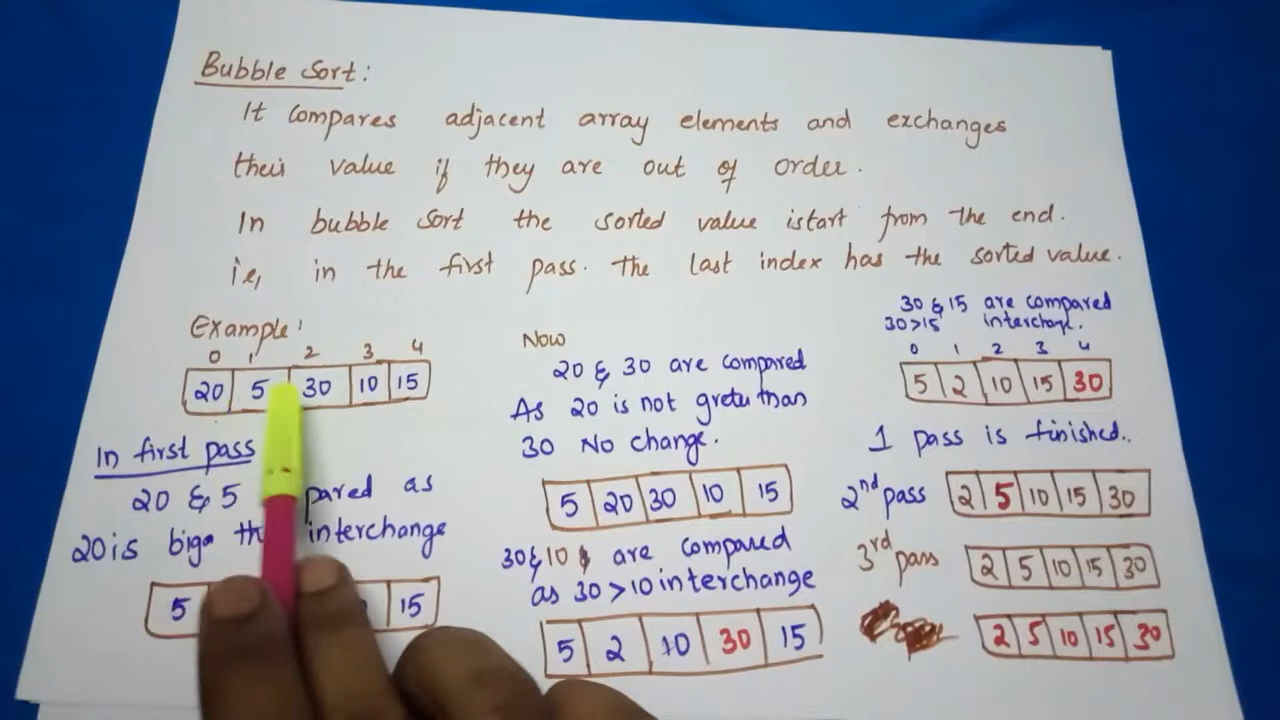 Bubble Sort:
It compares adjacent array elements and exchanges
their value if they are out of order.
In bubble sort the sorted value is start from the end.
ie, in the first pass. The last index has the sorted value.
Example:
0 1 2 3 4
20 5 30 10 15
In first pass
20 & 5 pared as
20 is big interchange
5 15
Now
20 & 30 are compared
As 20 is not than
30 No change.
5 20 30 10 15
30 & 10 are compared
as 30 > 10 interchange
5 2 10 30 15
30 & 15 are compared
30>15 interchange.
0 1 2 3 4
5 2 10 15 30
1 pass is finished..
2nd pass 2 5 10 15 30
3rd pass 2 5 10 15 30
2 5 10 15 30